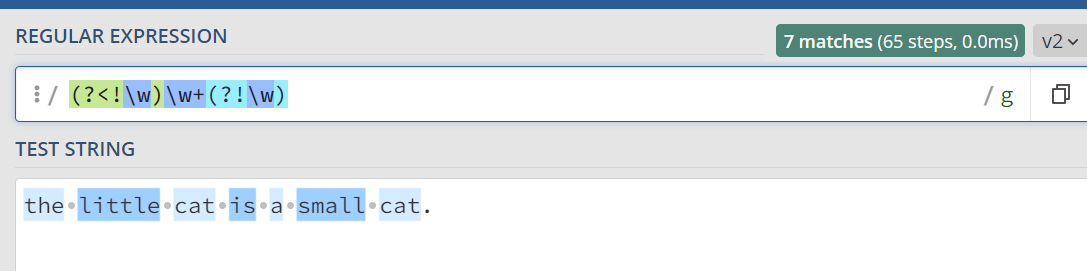 REGULAR EXPRESSION
7 matches (65 steps, 0.0ms)
v2
/ (?<!\w)\w+(?!\w) / g
TEST STRING
the·little·cat·is·a·small·cat.